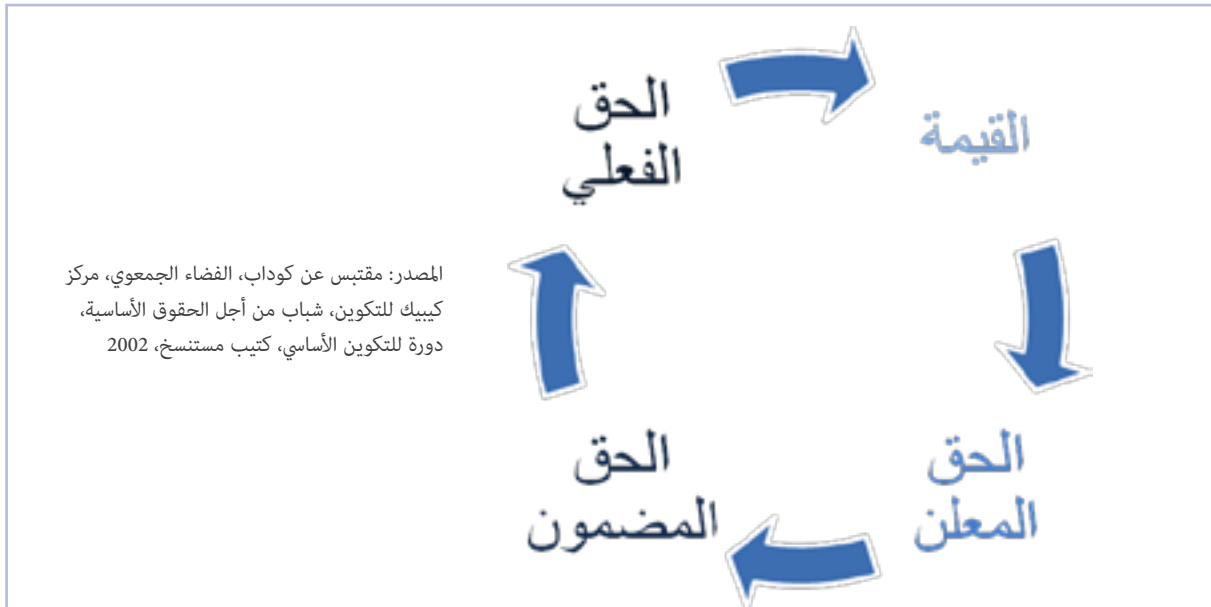 القيمة
الحق
المعلن
الحق
المضمون
الحق
الفعلي
المصدر: مقتبس عن كوداب، الفضاء الجمعوي، مركز
كيبيك للتكوين، شباب من أجل الحقوق الأساسية،
دورة للتكوين الأساسي، كتيب مستنسخ، 2002